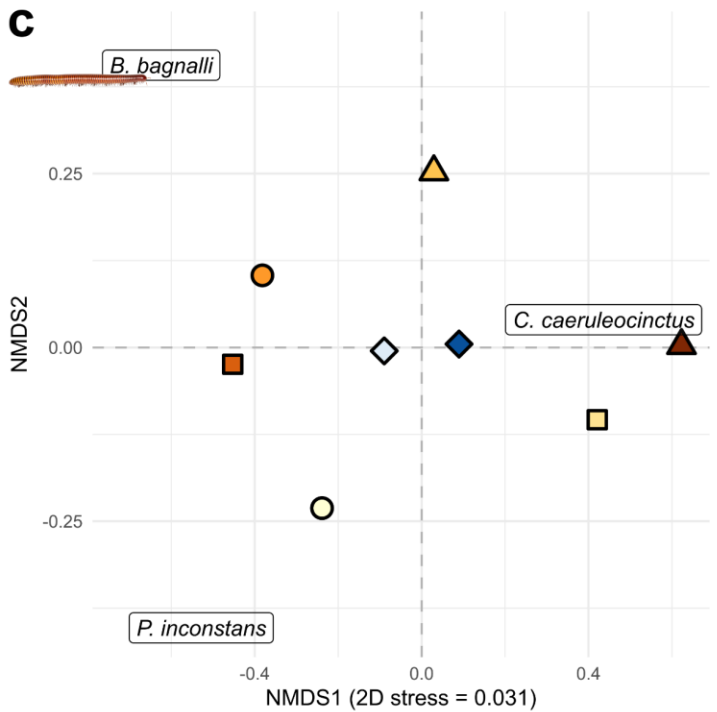 C
B. bagnalli
0.25
C. caeruleocinctus
0.00
NMDS2
-0.25
P. inconstans
-0.4 0.0 0.4
NMDS1 (2D stress = 0.031)